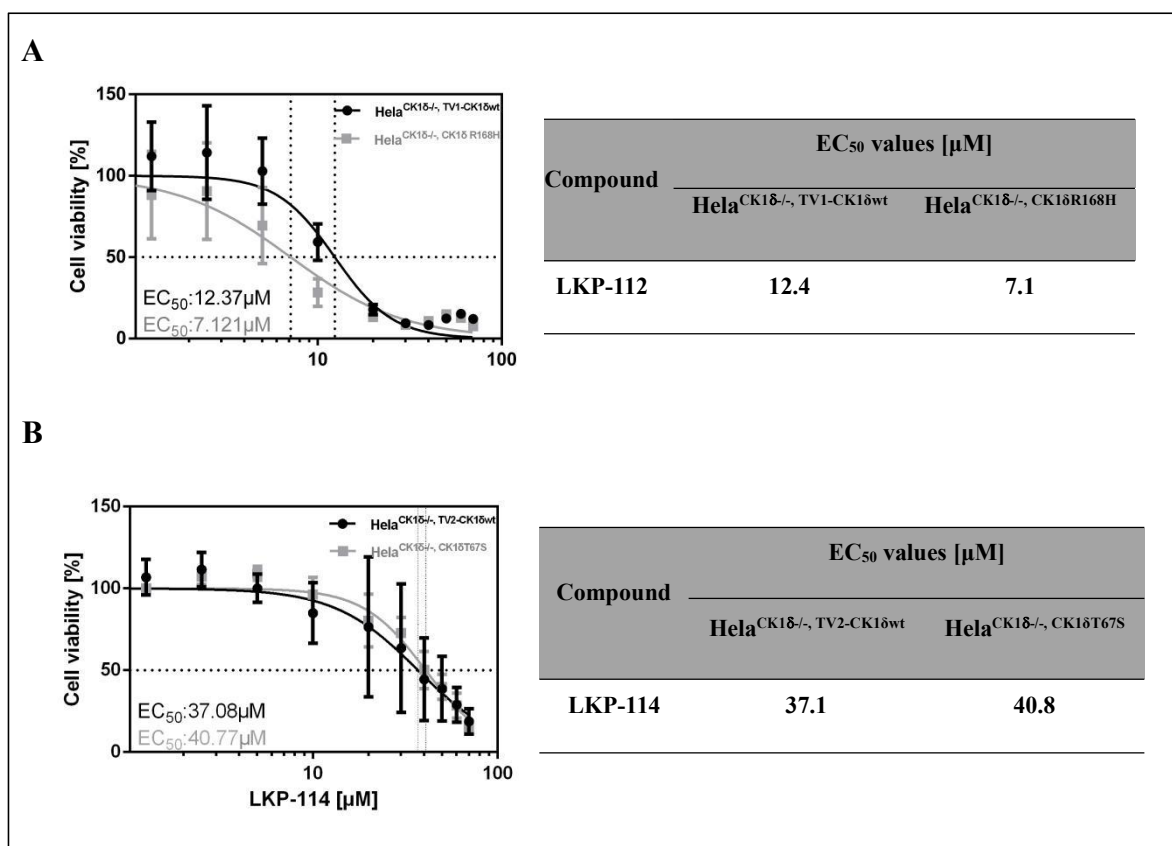 A
Cell viability [%]
150
100
50
0
10
100
Hela^CK1δ-/-, TV1-CK1δwt
Hela^CK1δ-/-, CK1δ R168H
EC₅₀:12.37µM
EC₅₀:7.121µM
Compound
EC₅₀ values [µM]
Hela^CK1δ-/-, TV1-CK1δwt
Hela^CK1δ-/-, CK1δR168H
LKP-112 12.4 7.1
B
Cell viability [%]
150
100
50
0
10
100
LKP-114 [µM]
Hela^CK1δ-/-, TV2-CK1δwt
Hela^CK1δ-/-, CK1δT67S
EC₅₀:37.08µM
EC₅₀:40.77µM
Compound
EC₅₀ values [µM]
Hela^CK1δ-/-, TV2-CK1δwt
Hela^CK1δ-/-, CK1δT67S
LKP-114 37.1 40.8